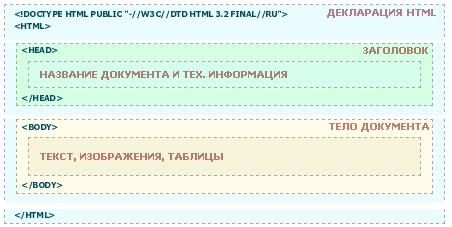 <!DOCTYPE HTML PUBLIC "-//W3C//DTD HTML 3.2 FINAL//RU"> ДЕКЛАРАЦИЯ HTML
<HTML>
<HEAD> ЗАГОЛОВОК
НАЗВАНИЕ ДОКУМЕНТА И ТЕХ. ИНФОРМАЦИЯ
</HEAD>
<BODY> ТЕЛО ДОКУМЕНТА
ТЕКСТ, ИЗОБРАЖЕНИЯ, ТАБЛИЦЫ
</BODY>
</HTML>